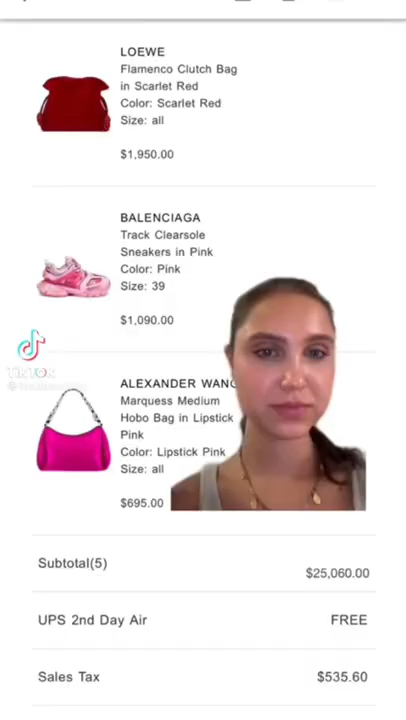 LOEWE
Flamenco Clutch Bag
in Scarlet Red
Color: Scarlet Red
Size: all
$1,950.00
BALENCIAGA
Track Clearsole
Sneakers in Pink
Color: Pink
Size: 39
$1,090.00
TikTok
ALEXANDER WANG
Marquess Medium
Hobo Bag in Lipstick
Pink
Color: Lipstick Pink
Size: all
$695.00
Subtotal(5)
$25,060.00
UPS 2nd Day Air
FREE
Sales Tax
$535.60